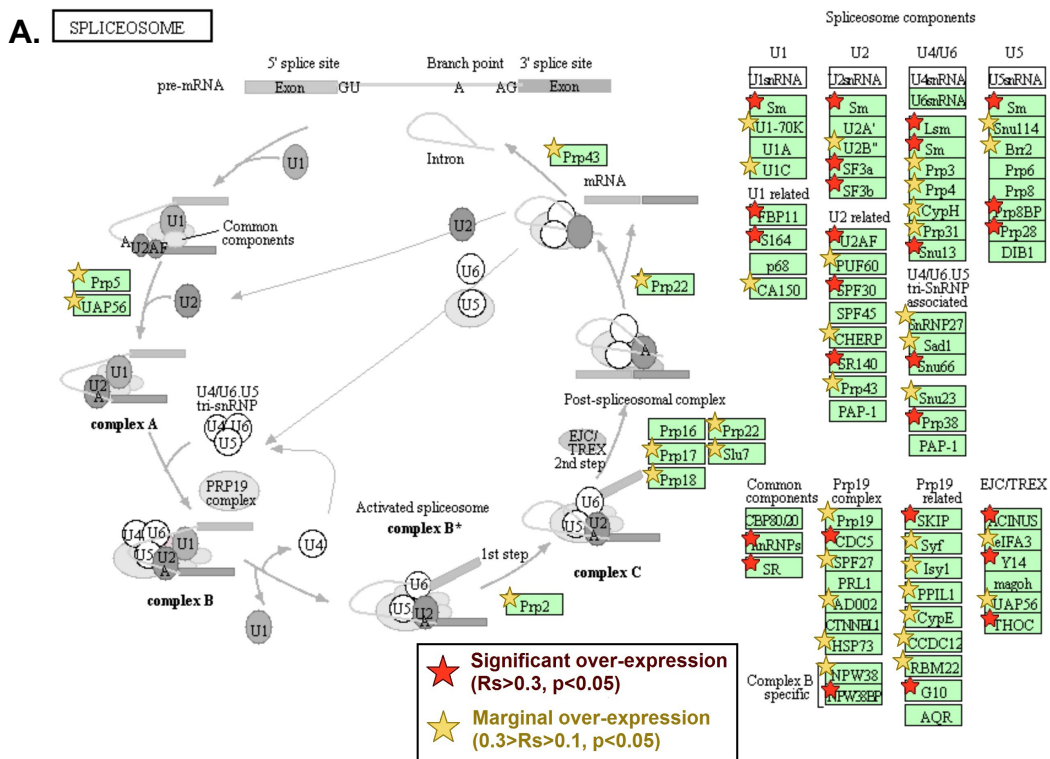 A.
SPLICEOSOME
pre-mRNA
5' splice site
Branch point
3' splice site
Exon
GU
A
AG
Exon
U1
Intron
Prp43
mRNA
U1
Common
components
A
U2AF
Prp5
UAP56
U2
U2
U6
U5
Prp22
U1
U2
A
complex A
U4/U6.U5
tri-snRNP
U4
U6
U5
A
Post-spliceosomal complex
PRP19
complex
EJC/
TREX
2nd step
Prp16
Prp22
Prp17
Slu7
Prp18
U4
U6
U1
U5
U2
A
complex B
U4
U1
Activated spliceosome
complex B*
1st step
U6
U5
U2
A
Prp2
U6
U5
U2
A
complex C
Significant over-expression
(Rs>0.3, p<0.05)
Marginal over-expression
(0.3>Rs>0.1, p<0.05)
Spliceosome components
U1
U1snRNA
Sm
U1-70K
U1A
U1C
U1 related
FBP11
S164
p68
CA150
U2
U2snRNA
Sm
U2A'
U2B"
SF3a
SF3b
U2 related
U2AF
PUF60
SPF30
SPF45
CHERP
SR140
Prp43
PAP-1
U4/U6
U4snRNA
U6snRNA
Lsm
Sm
Prp3
Prp4
CypH
Prp31
Snu13
U4/U6.U5
tri-SnRNP
associated
SnRNP27
Sad1
Snu66
Snu23
Prp38
PAP-1
U5
U5snRNA
Sm
Snu114
Brr2
Prp6
Prp8
Prp8BP
Prp28
DIB1
Common
components
CBP80/20
hnRNPs
SR
Prp19
complex
Prp19
CDC5
SPF27
PRL1
AD002
CTNNBL1
HSP73
Complex B
specific
NPW38
NPW38BP
Prp19
related
SKIP
Syf
Isy1
PPIL1
CypE
CCDC12
RBM22
G10
AQR
EJC/TREX
ACINUS
eIFA3
Y14
magoh
UAP56
THOC